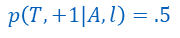 p(T,+1|A,l) = .5